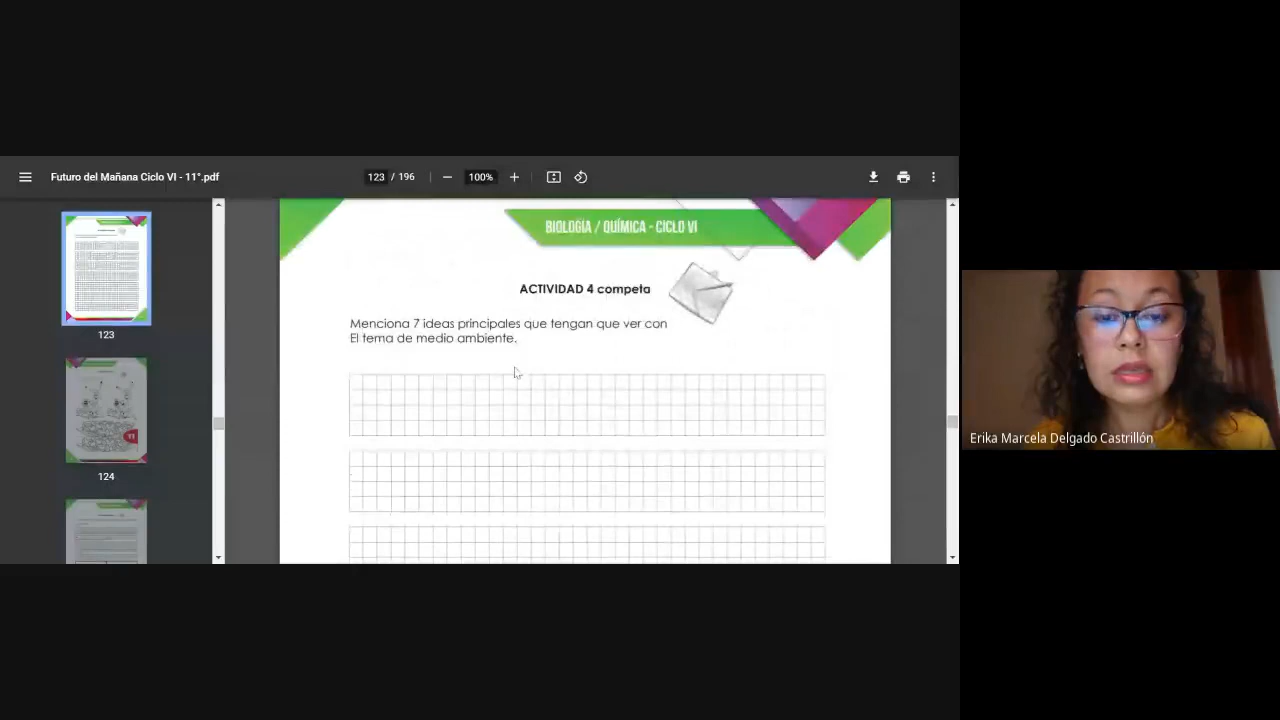 Futuro del Mañana Ciclo VI - 11°.pdf
123 / 196
100%
BIOLOGÍA / QUÍMICA - CICLO VI
ACTIVIDAD 4 competa
Menciona 7 ideas principales que tengan que ver con
El tema de medio ambiente.
123
124
11
Erika Marcela Delgado Castrillón